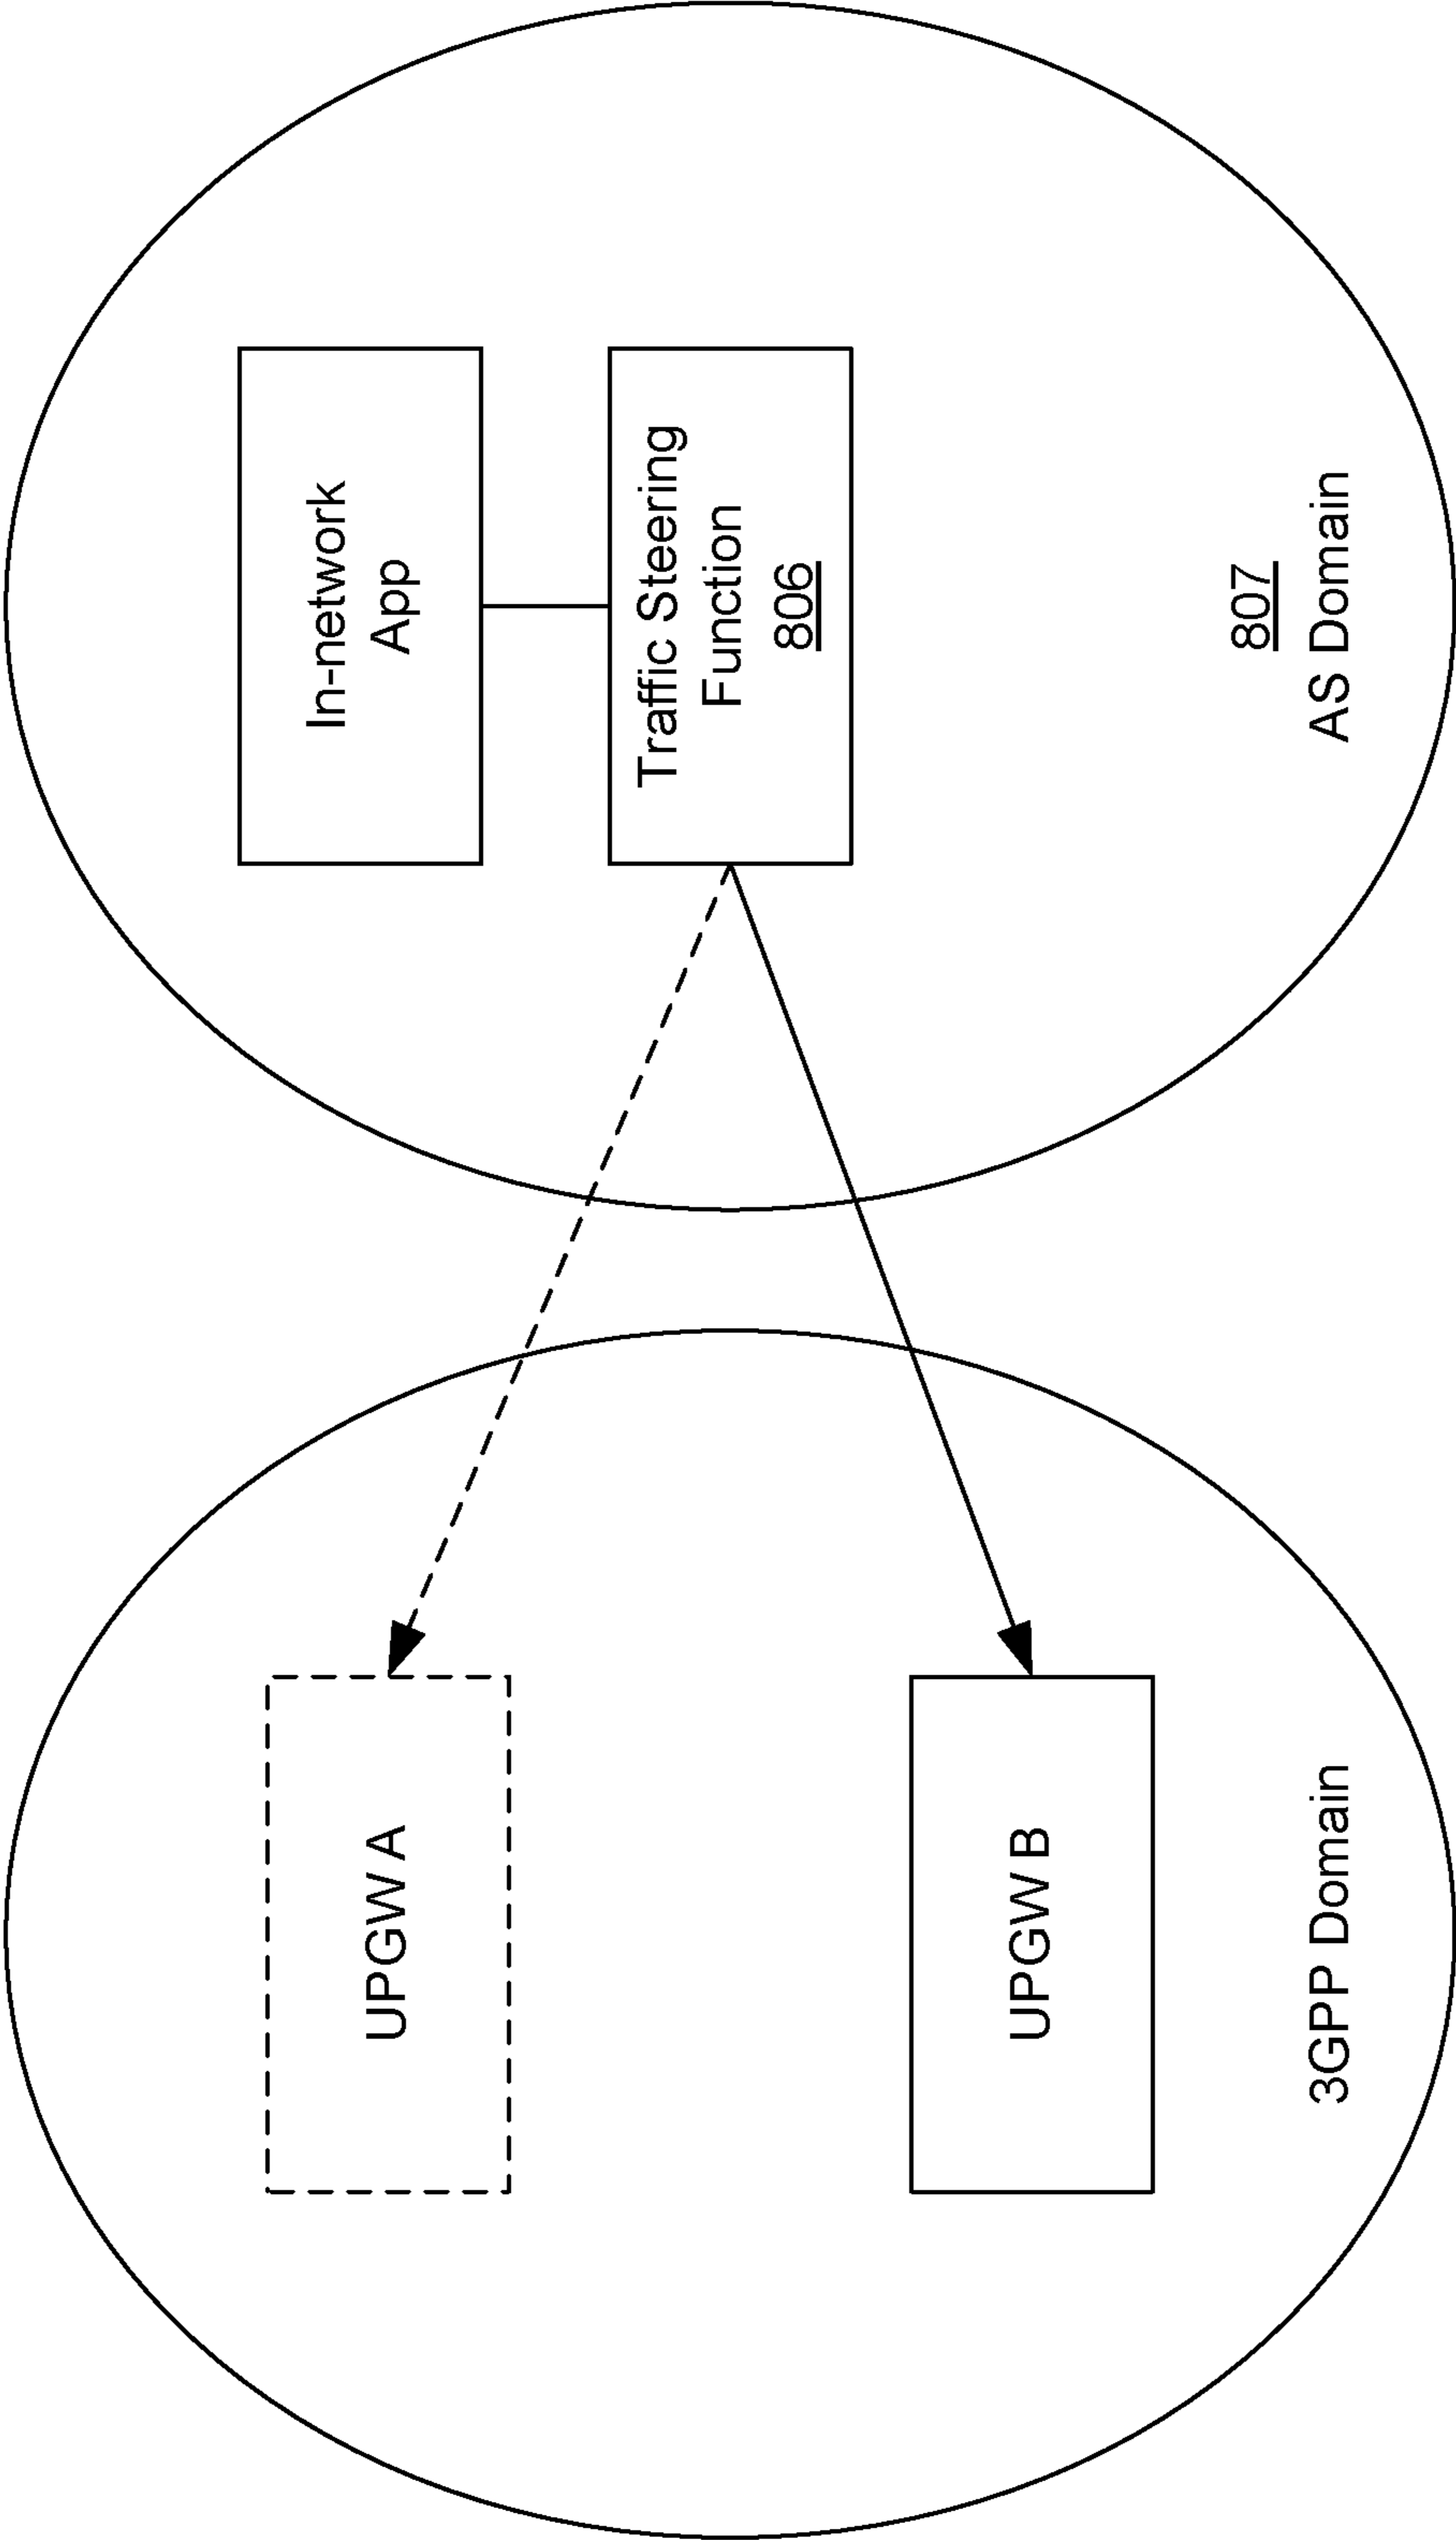 UPGW A
UPGW B
3GPP Domain
In-network
App
Traffic Steering
Function
806
807
AS Domain